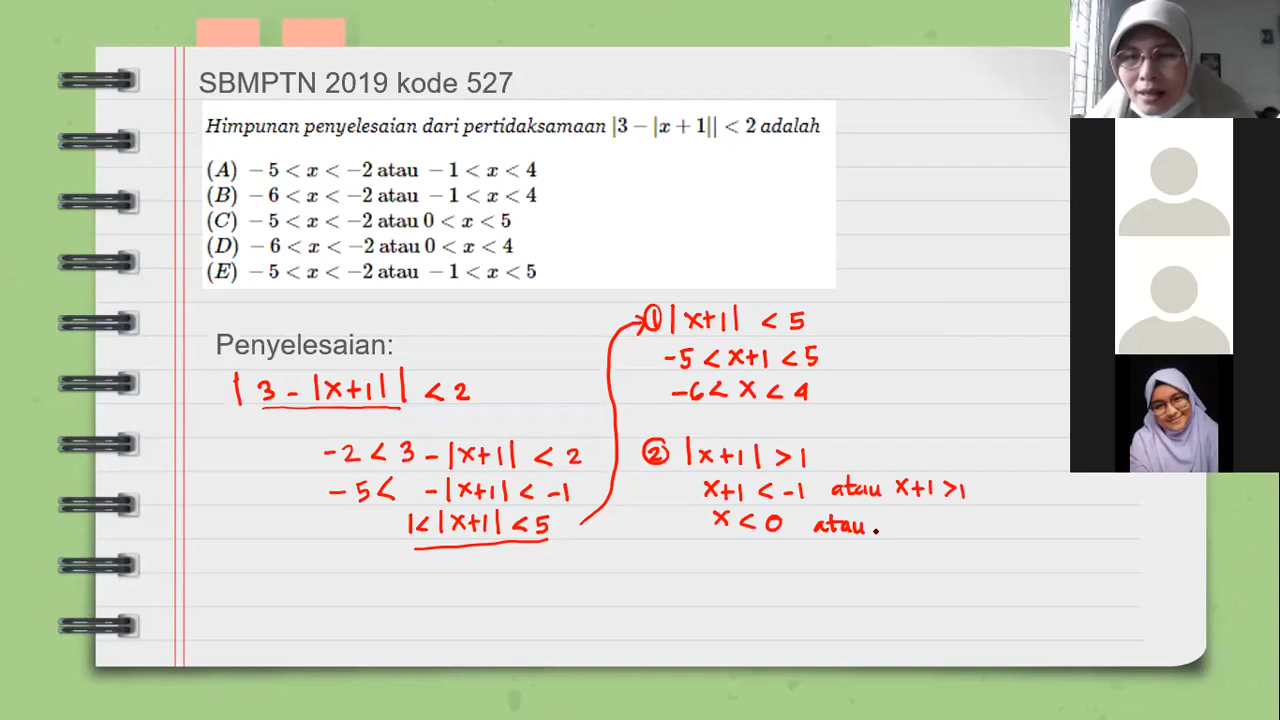 SBMPTN 2019 kode 527
Himpunan penyelesaian dari pertidaksamaan |3 − |x + 1|| < 2 adalah
(A) − 5 < x < −2 atau − 1 < x < 4
(B) − 6 < x < −2 atau − 1 < x < 4
(C) − 5 < x < −2 atau 0 < x < 5
(D) − 6 < x < −2 atau 0 < x < 4
(E) − 5 < x < −2 atau − 1 < x < 5
Penyelesaian:
| 3 - |x+1| | < 2
-2 < 3 - |x+1| < 2
-5 < - |x+1| < -1
1 < |x+1| < 5
① |x+1| < 5
-5 < x+1 < 5
-6 < x < 4
② |x+1| > 1
x+1 < -1 atau x+1 > 1
x < 0 atau